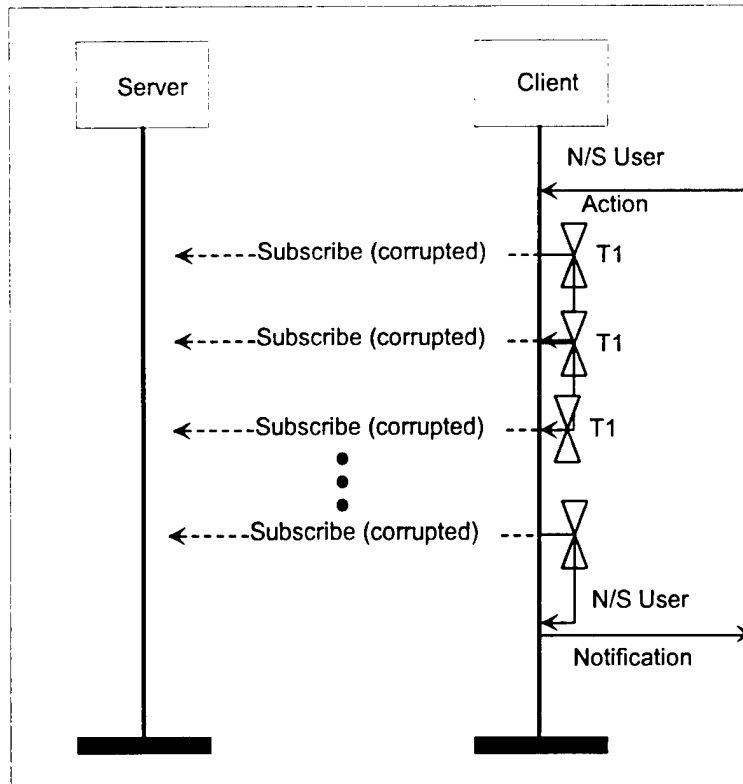 Server
Client
N/S User
Action
Subscribe (corrupted)
T1
Subscribe (corrupted)
T1
Subscribe (corrupted)
T1
Subscribe (corrupted)
N/S User
Notification